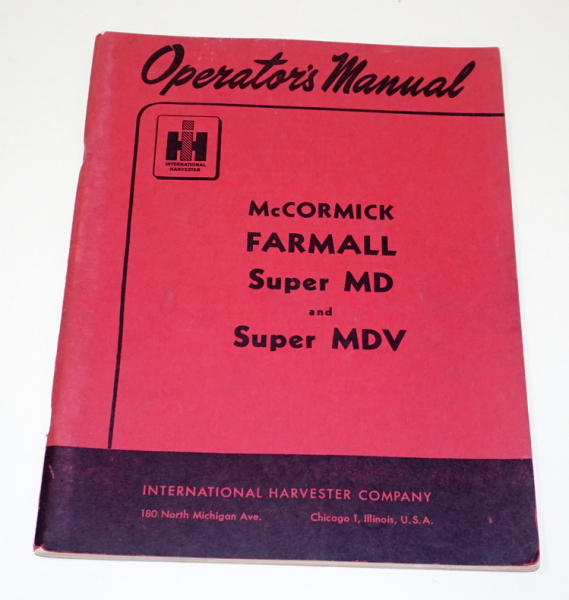 Operator's Manual
IH
INTERNATIONAL
HARVESTER
McCORMICK
FARMALL
Super MD
and
Super MDV
INTERNATIONAL HARVESTER COMPANY
180 North Michigan Ave. Chicago 1, Illinois, U.S.A.